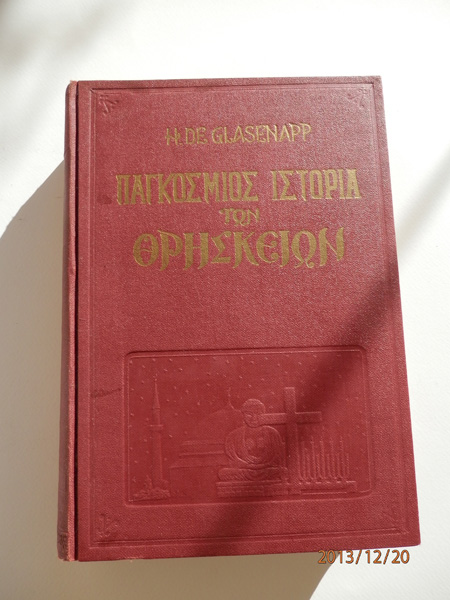 H. DE GLASENAPP
ΠΑΓΚΟΣΜΙΟΣ ΙΣΤΟΡΙΑ
ΤΩΝ
ΘΡΗΣΚΕΙΩΝ
2013/12/20